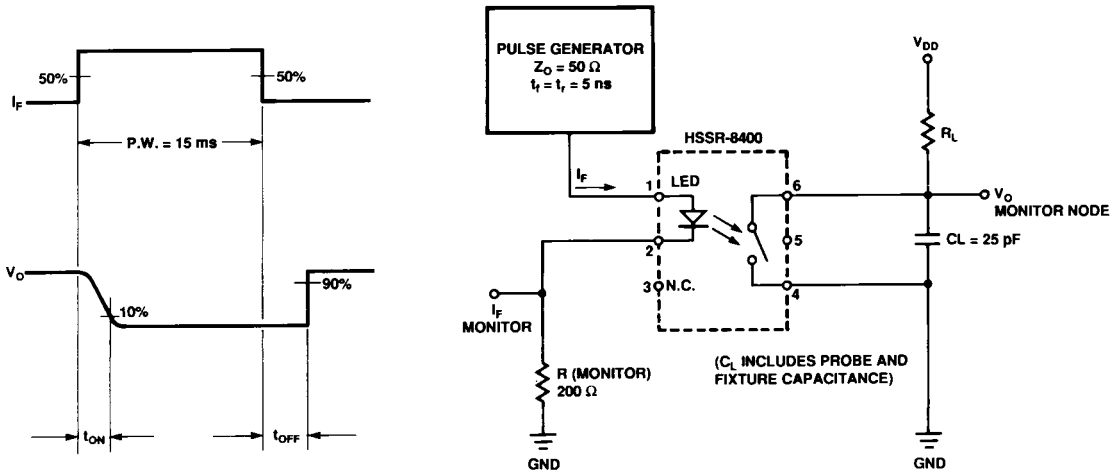 50%
50%
I_F
P.W. = 15 ms
V_O
10%
90%
t_ON
t_OFF
PULSE GENERATOR
Z_O = 50 Ω
t_f = t_r = 5 ns
I_F
HSSR-8400
1
LED
2
3
N.C.
6
5
4
I_F
MONITOR
R (MONITOR)
200 Ω
GND
V_DD
R_L
V_O
MONITOR NODE
CL = 25 pF
(C_L INCLUDES PROBE AND
FIXTURE CAPACITANCE)
GND